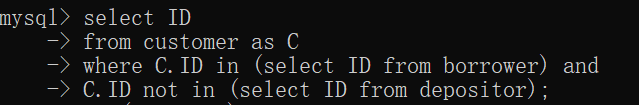 mysql> select ID
    -> from customer as C
    -> where C.ID in (select ID from borrower) and
    -> C.ID not in (select ID from depositor);